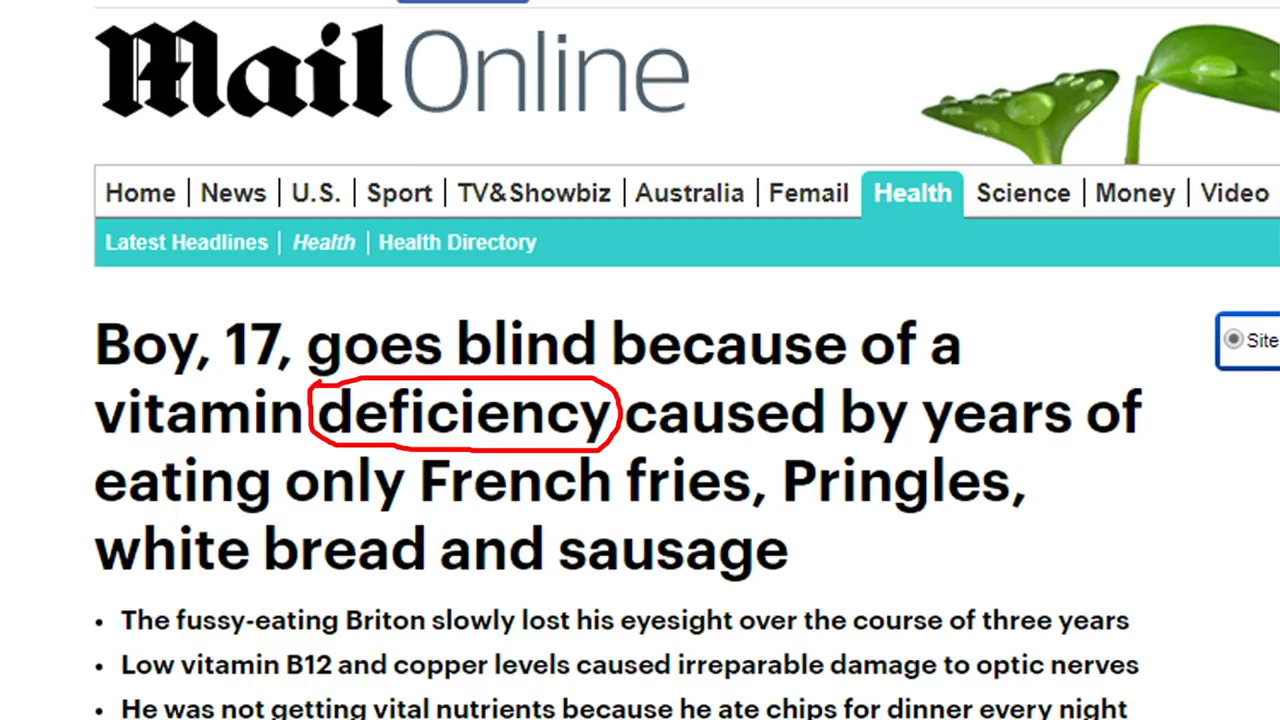 Mail Online
Home News U.S. Sport TV&Showbiz Australia Femail Health Science Money Video
Latest Headlines Health Health Directory
Boy, 17, goes blind because of a
Site
vitamin deficiency caused by years of
eating only French fries, Pringles,
white bread and sausage
• The fussy-eating Briton slowly lost his eyesight over the course of three years
• Low vitamin B12 and copper levels caused irreparable damage to optic nerves
• He was not getting vital nutrients because he ate chips for dinner every night